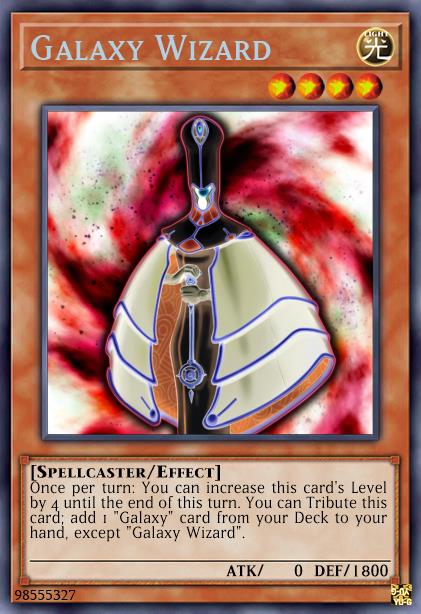 GALAXY WIZARD
LIGHT
光
[SPELLCASTER/EFFECT]
Once per turn: You can increase this card's Level
by 4 until the end of this turn. You can Tribute this
card; add 1 "Galaxy" card from your Deck to your
hand, except "Galaxy Wizard".
ATK/ 0 DEF/1800
98555327